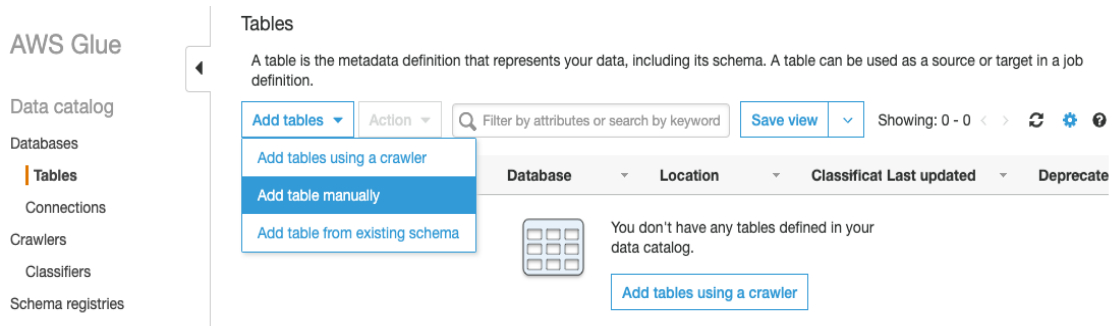 AWS Glue
Data catalog
Databases
Tables
Connections
Crawlers
Classifiers
Schema registries
Tables
A table is the metadata definition that represents your data, including its schema. A table can be used as a source or target in a job
definition.
Add tables Action Filter by attributes or search by keyword Save view Showing: 0 - 0
Add tables using a crawler
Add table manually
Add table from existing schema
Database Location Classificat Last updated Deprecate
You don't have any tables defined in your
data catalog.
Add tables using a crawler